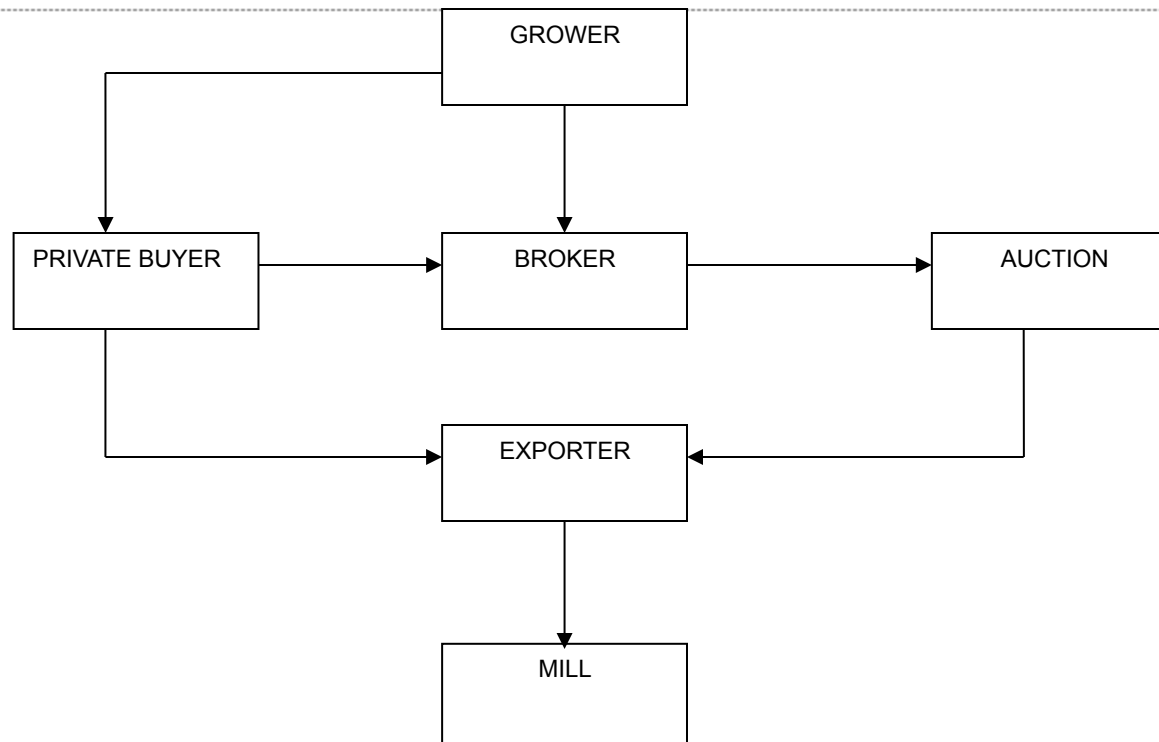 GROWER
PRIVATE BUYER
BROKER
AUCTION
EXPORTER
MILL